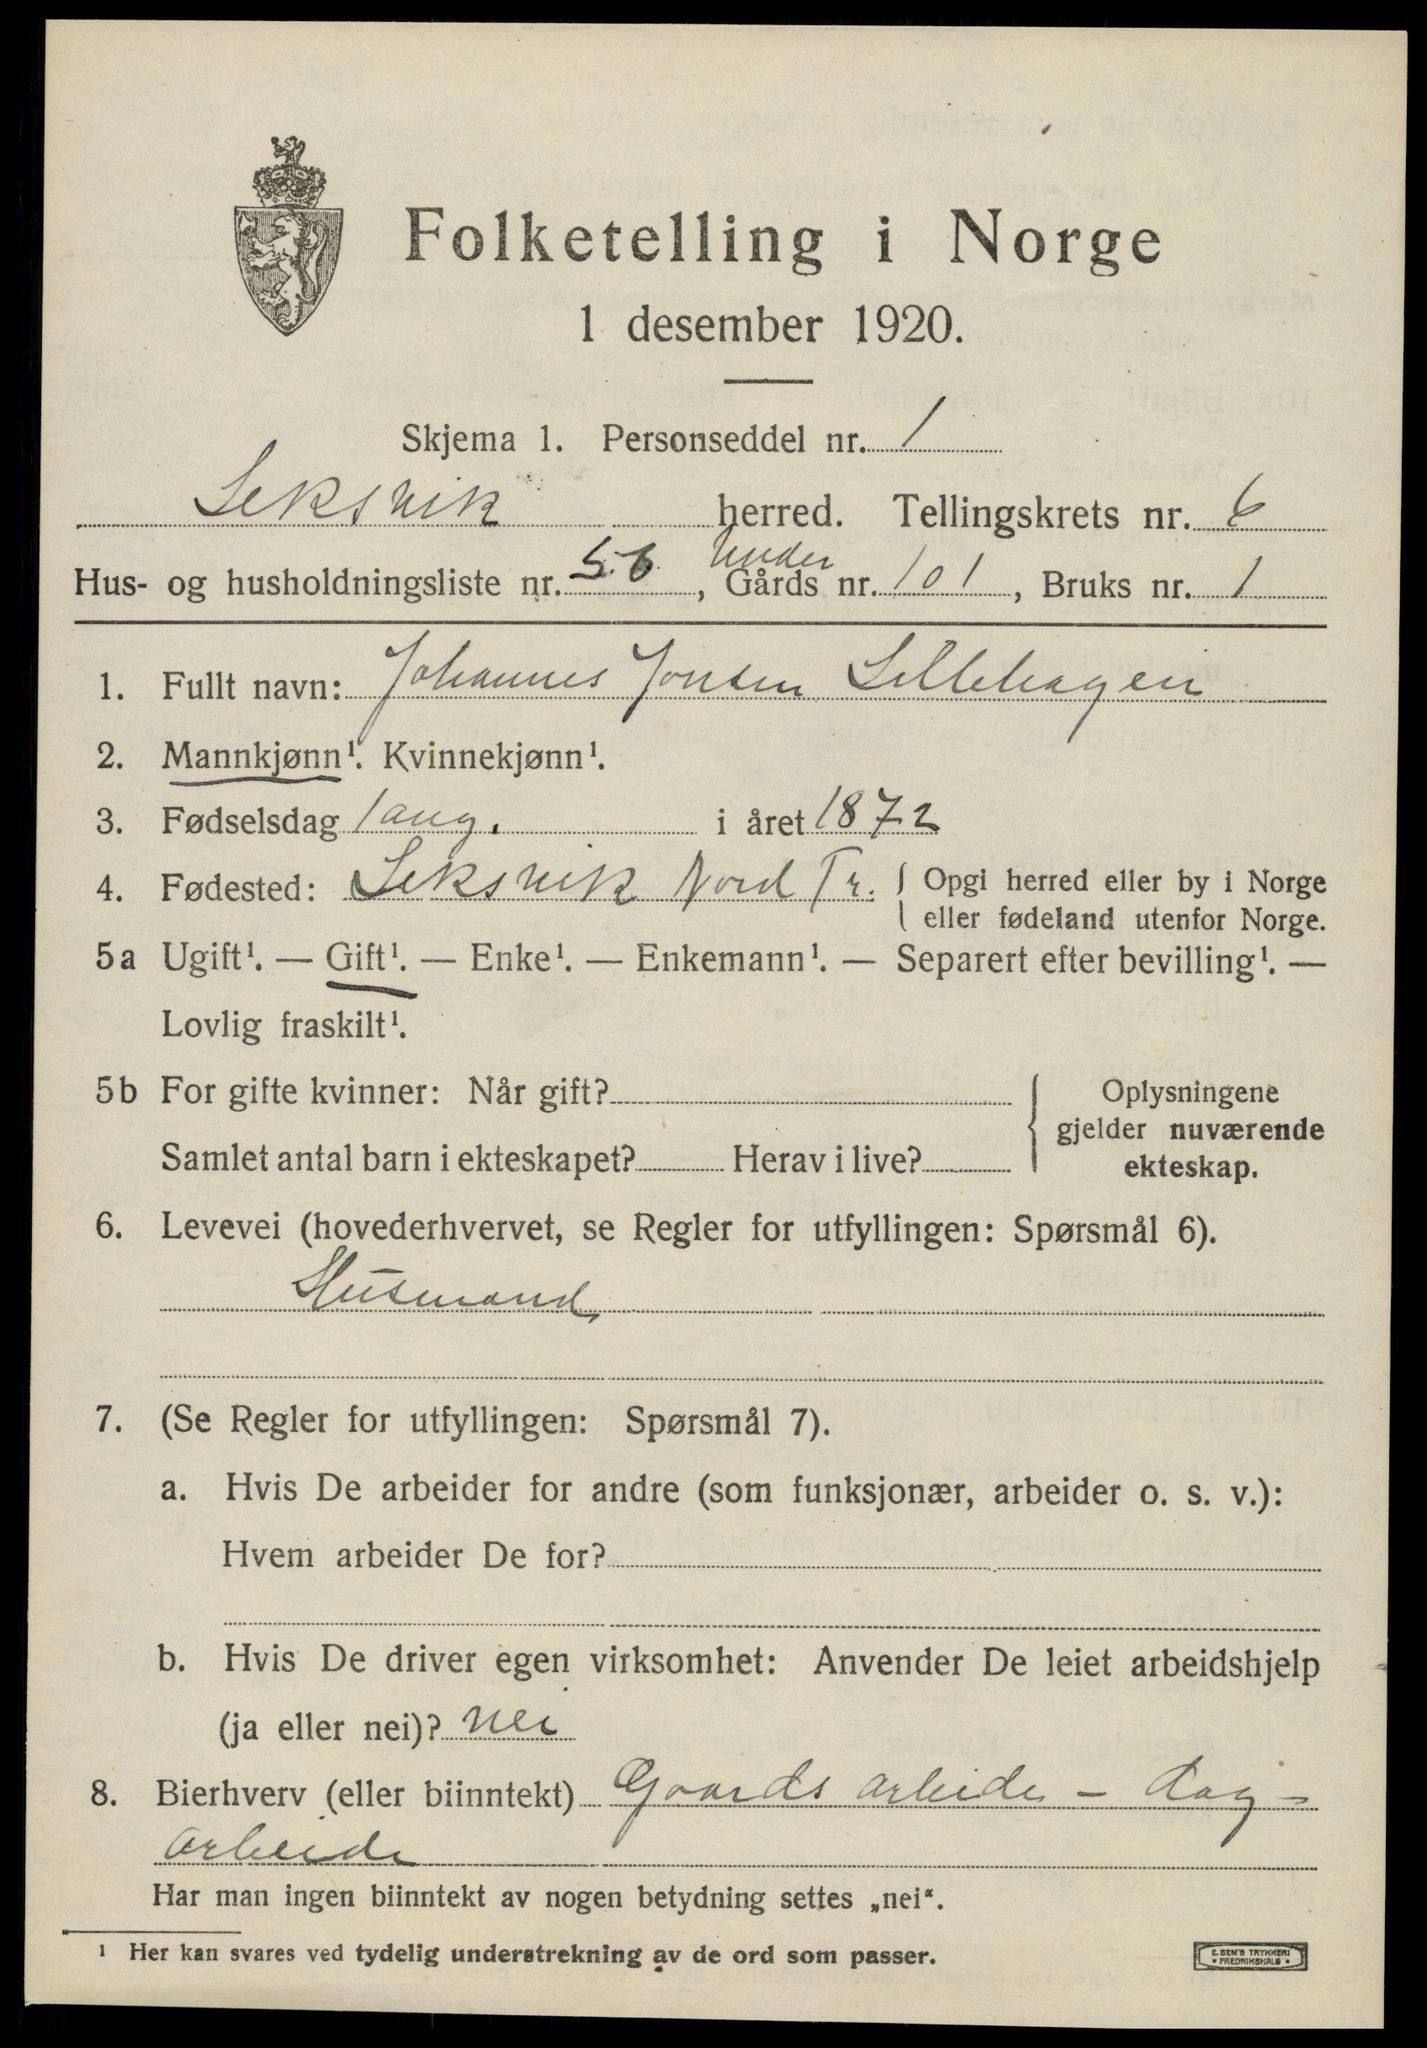 Folketelling i Norge
1 desember 1920.
Skjema 1. Personseddel nr. 1
Leksvik herred. Tellingskrets nr. 6
Hus- og husholdningsliste nr. 56, Under Gårds nr. 101, Bruks nr. 1
1. Fullt navn: Johannes Jonsen Lillehagen
2. Mannkjønn¹. Kvinnekjønn¹.
3. Fødselsdag 1 aug. i året 1872
4. Fødested: Leksvik Nord Tr. Opgi herred eller by i Norge
eller fødeland utenfor Norge.
5a Ugift¹. — Gift¹. — Enke¹. — Enkemann¹. — Separert efter bevilling¹. —
Lovlig fraskilt¹.
5b For gifte kvinner: Når gift? Oplysningene
gjelder nuværende
Samlet antal barn i ekteskapet? Herav i live? ekteskap.
6. Levevei (hovederhvervet, se Regler for utfyllingen: Spørsmål 6).
Husmand
7. (Se Regler for utfyllingen: Spørsmål 7).
a. Hvis De arbeider for andre (som funksjonær, arbeider o. s. v.):
Hvem arbeider De for?
b. Hvis De driver egen virksomhet: Anvender De leiet arbeidshjelp
(ja eller nei)? nei
8. Bierhverv (eller biinntekt) Gaards arbeide - dag-
arbeide
Har man ingen biinntekt av nogen betydning settes „nei“.
¹ Her kan svares ved tydelig understrekning av de ord som passer.
E. SEM'S TRYKKERI
* FREDRIKSHALD *